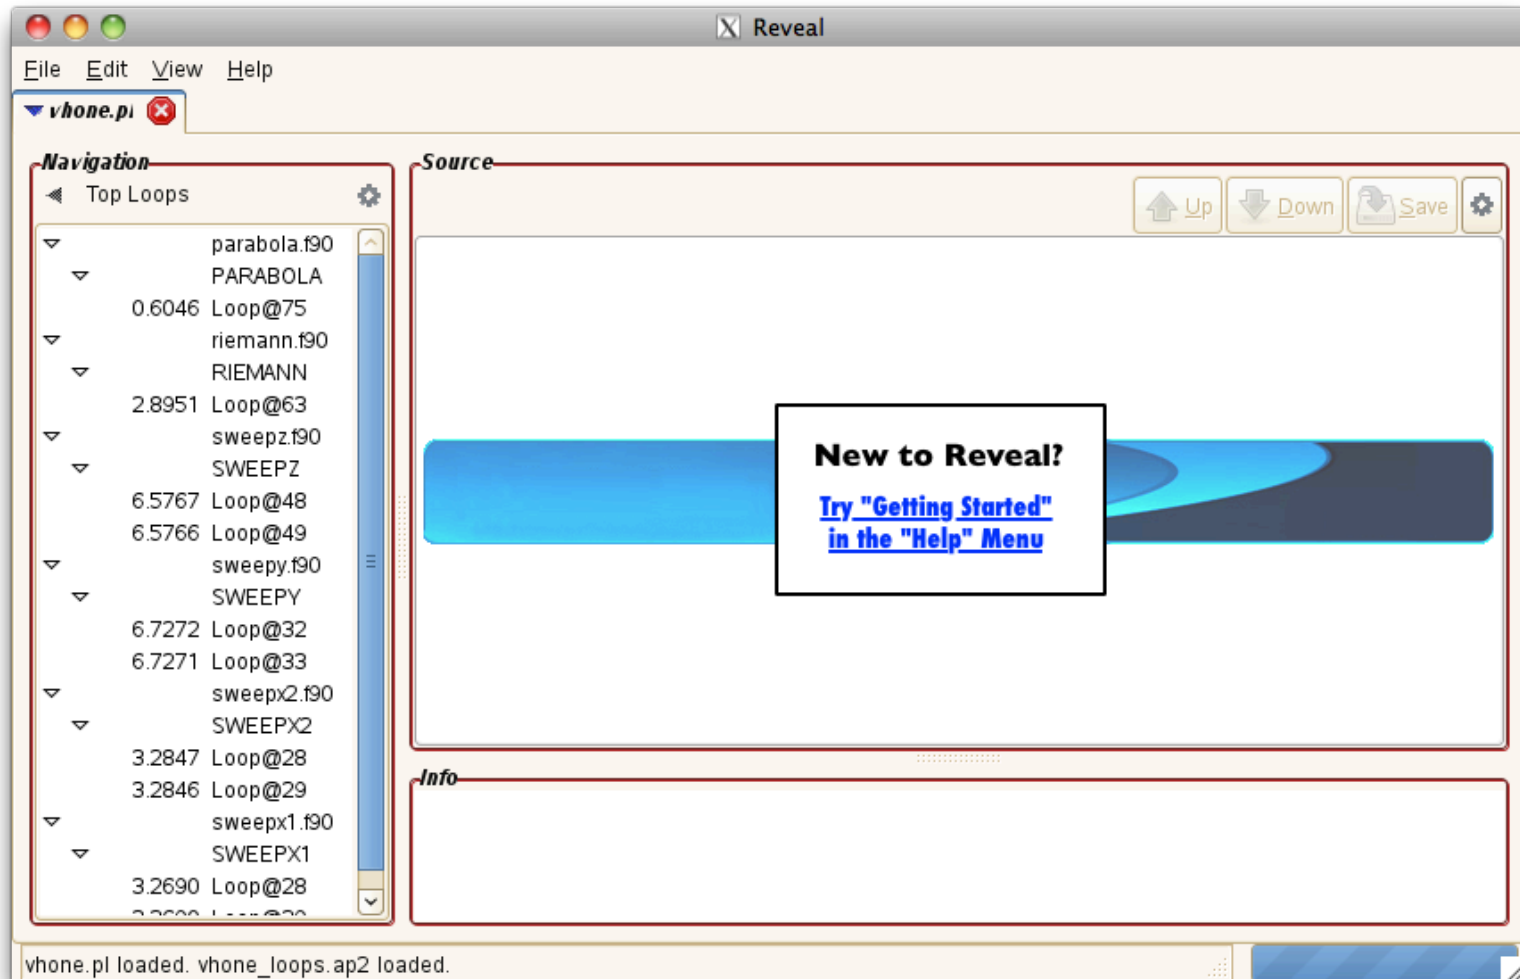 Reveal
File Edit View Help
vhone.pl
Navigation
Top Loops
parabola.f90
PARABOLA
0.6046 Loop@75
riemann.f90
RIEMANN
2.8951 Loop@63
sweepz.f90
SWEEPZ
6.5767 Loop@48
6.5766 Loop@49
sweepy.f90
SWEEPY
6.7272 Loop@32
6.7271 Loop@33
sweepx2.f90
SWEEPX2
3.2847 Loop@28
3.2846 Loop@29
sweepx1.f90
SWEEPX1
3.2690 Loop@28
Source
Up Down Save
New to Reveal?
Try "Getting Started"
in the "Help" Menu
Info
vhone.pl loaded. vhone_loops.ap2 loaded.